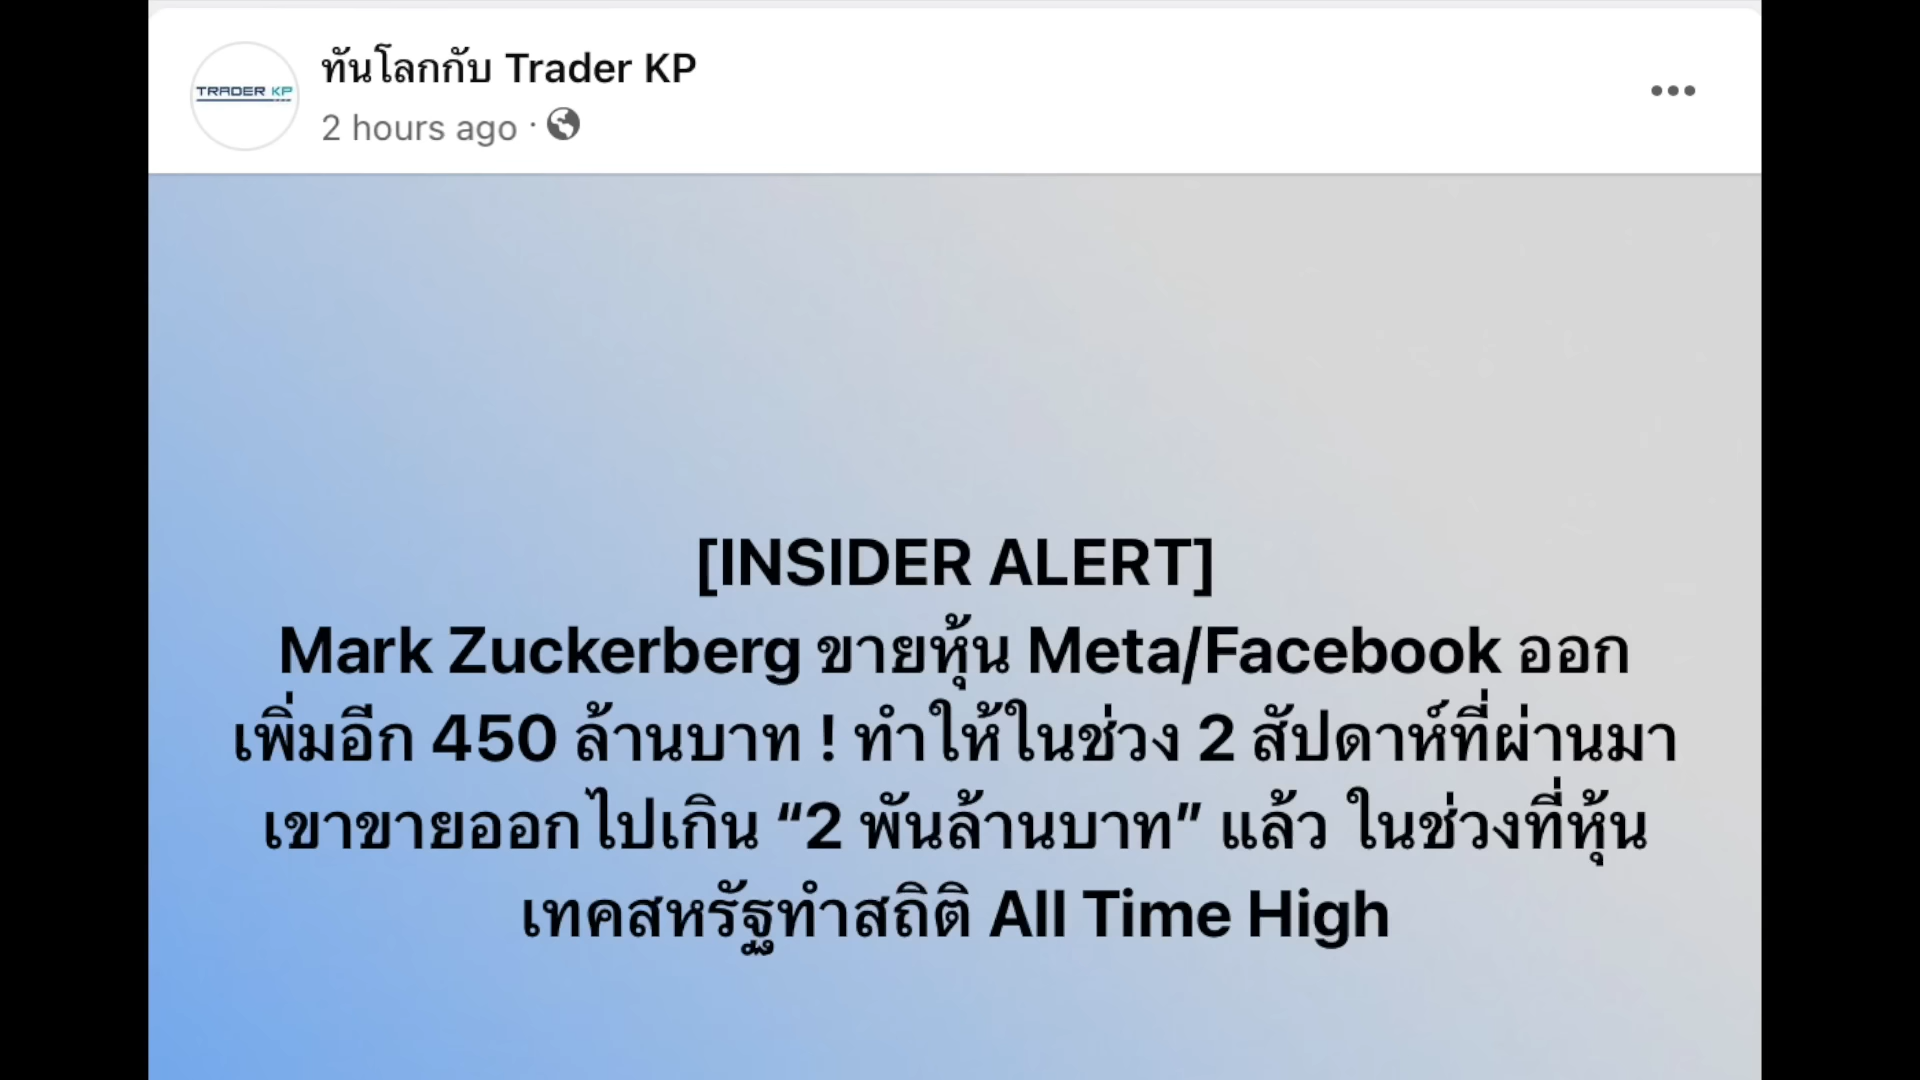 ทันโลกกับ Trader KP
TRADER KP
2 hours ago ·
[INSIDER ALERT]
Mark Zuckerberg ขายหุ้น Meta/Facebook ออก
เพิ่มอีก 450 ล้านบาท ! ทำให้ในช่วง 2 สัปดาห์ที่ผ่านมา
เขาขายออกไปเกิน “2 พันล้านบาท” แล้ว ในช่วงที่หุ้น
เทคสหรัฐทำสถิติ All Time High